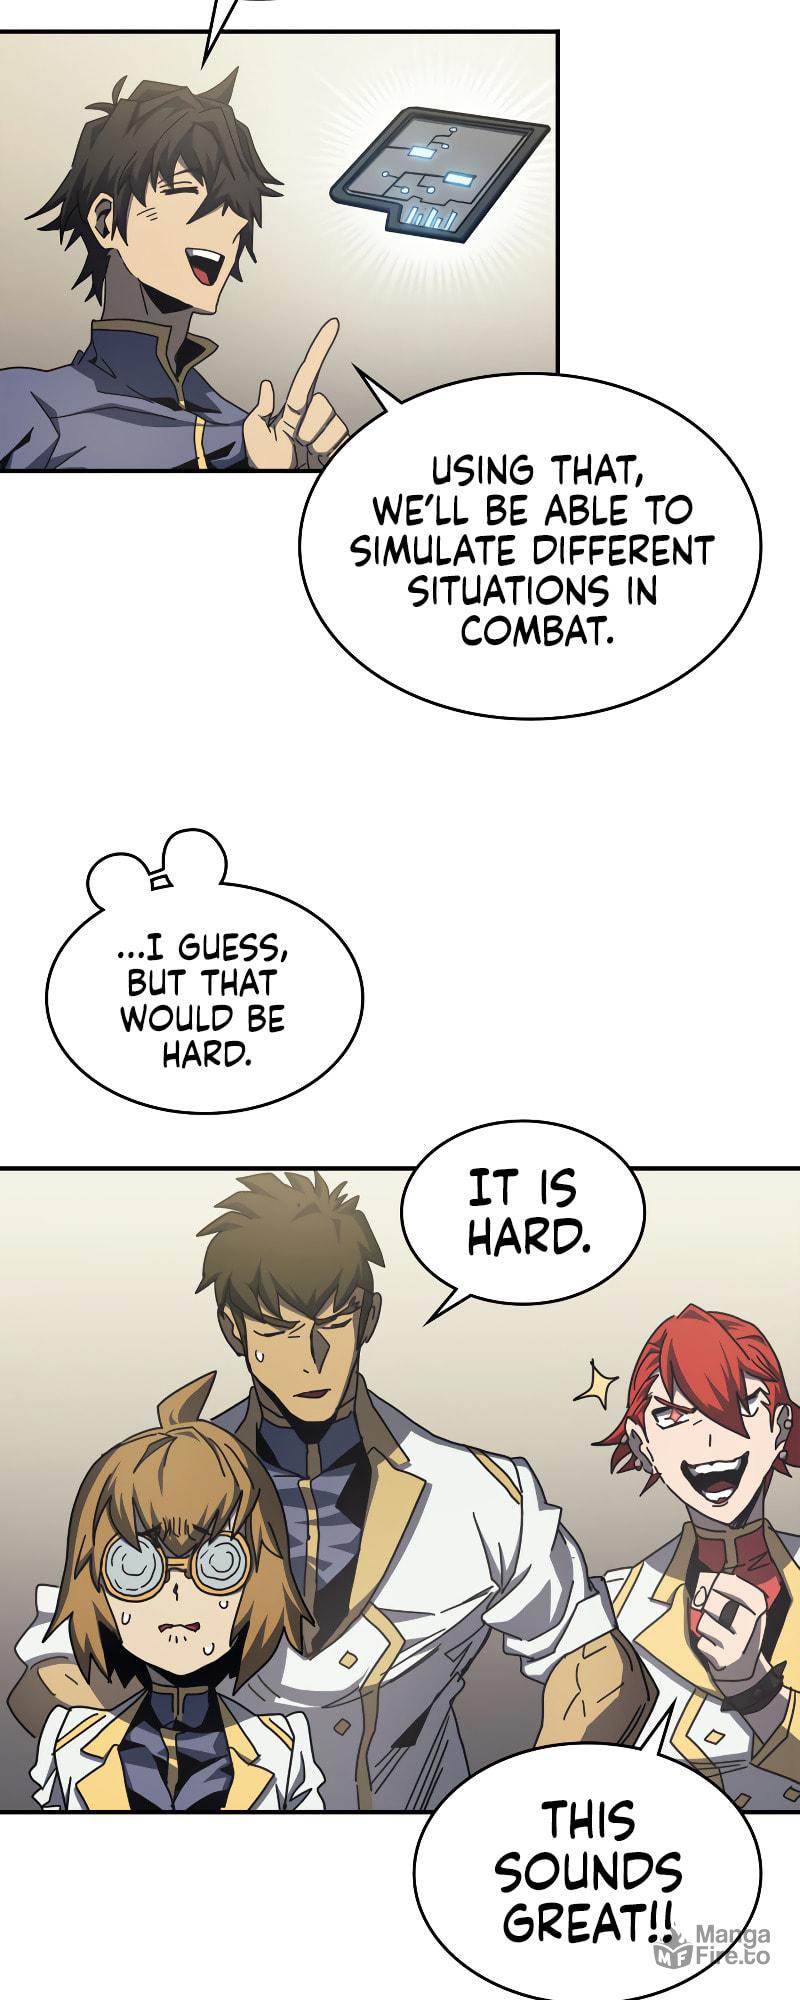 USING THAT,
WE'LL BE ABLE TO
SIMULATE DIFFERENT
SITUATIONS IN
COMBAT.
...I GUESS,
BUT THAT
WOULD BE
HARD.
IT IS
HARD.
THIS
SOUNDS
GREAT!!
Manga
MF Fire.to